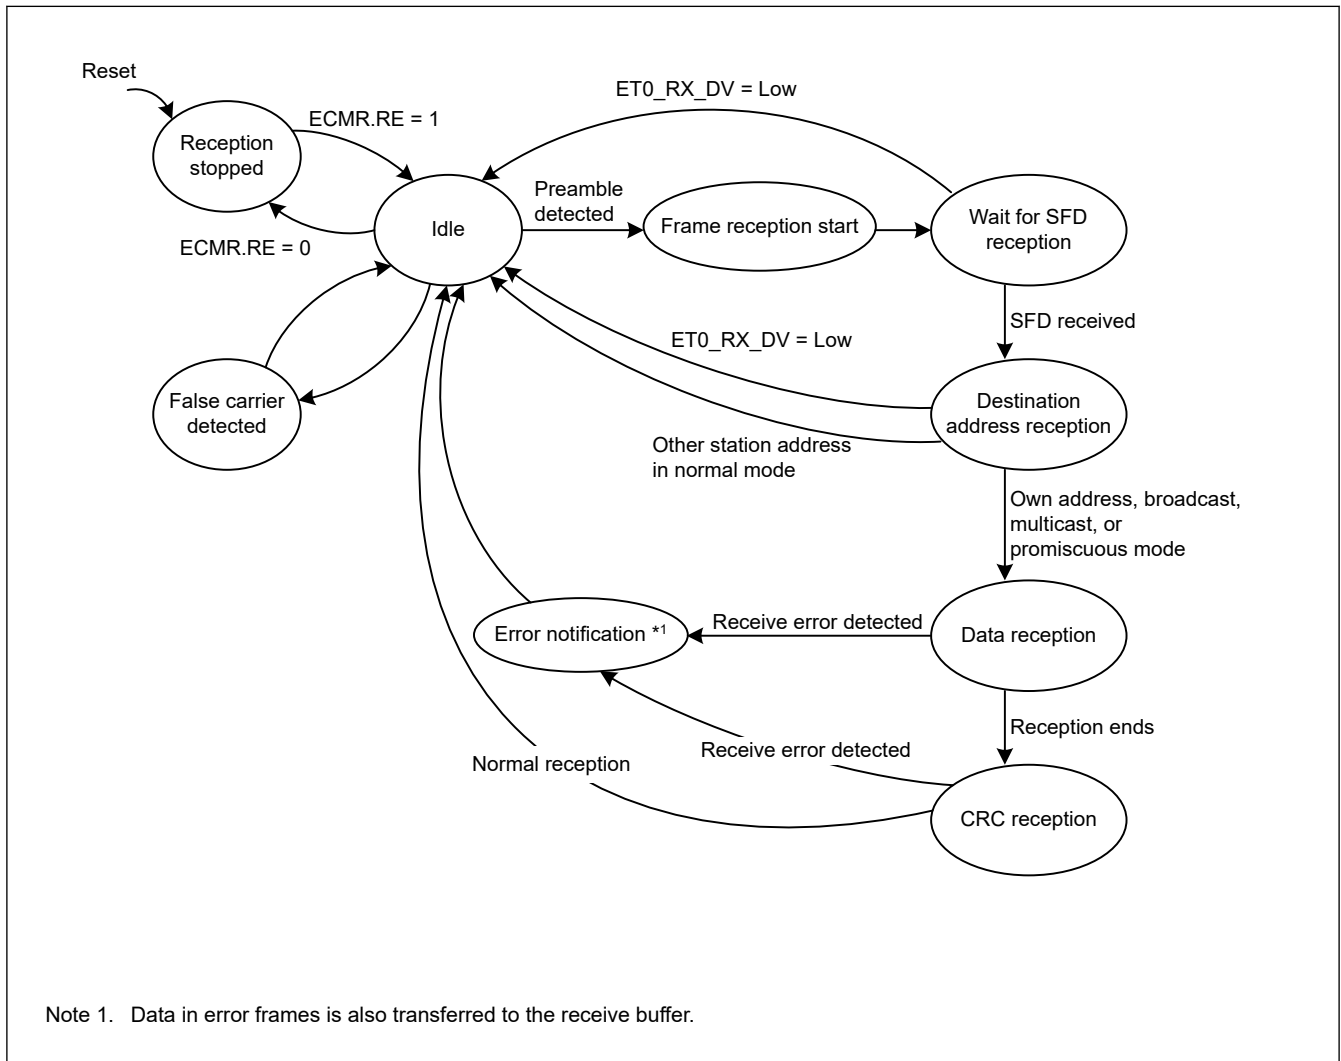 Reset
ET0_RX_DV = Low
ECMR.RE = 1
Reception
stopped
Preamble
detected
Idle
Frame reception start
Wait for SFD
reception
ECMR.RE = 0
SFD received
ET0_RX_DV = Low
False carrier
detected
Destination
address reception
Other station address
in normal mode
Own address, broadcast,
multicast, or
promiscuous mode
Error notification *1
Receive error detected
Data reception
Reception ends
Receive error detected
Normal reception
CRC reception
Note 1. Data in error frames is also transferred to the receive buffer.